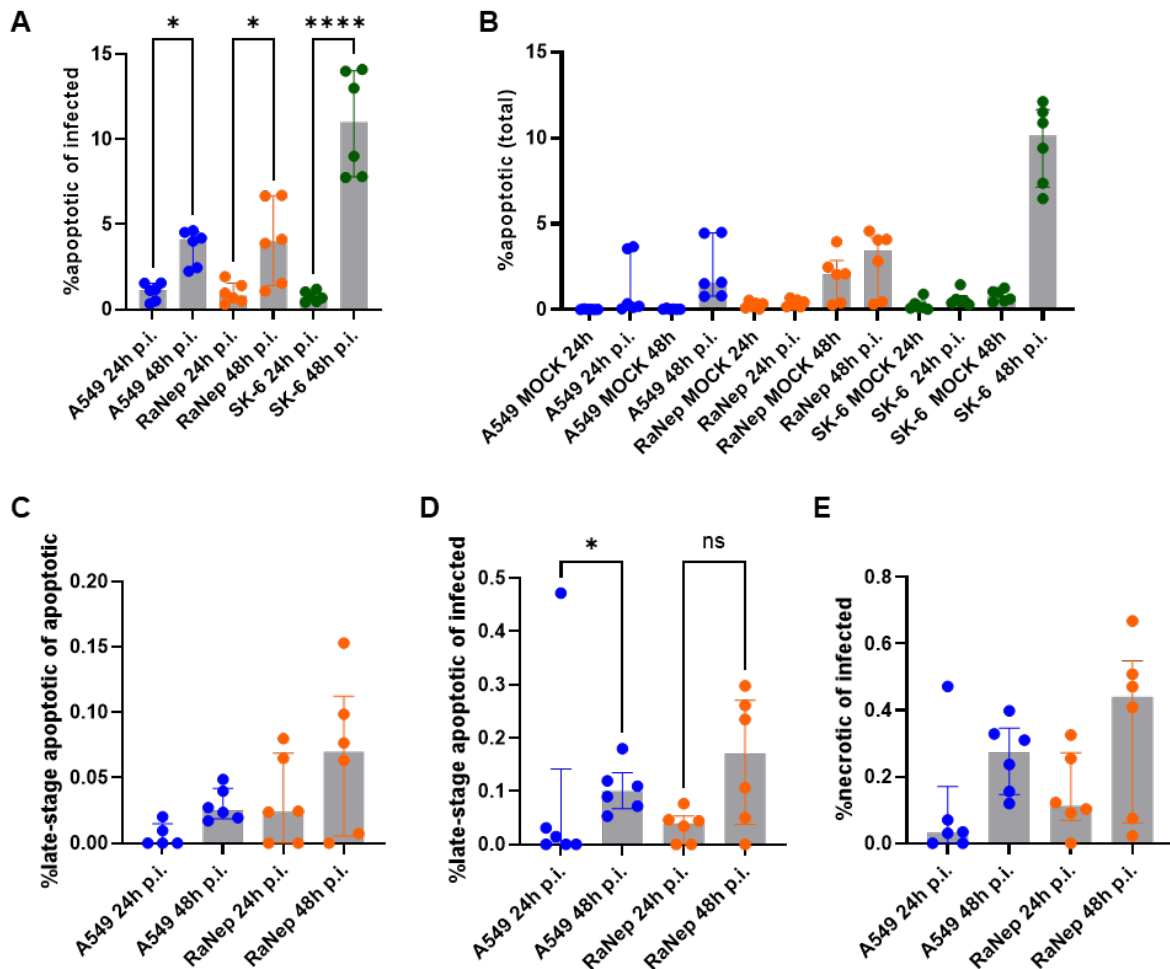 A
* * ****
%apoptotic of infected
15
10
5
0
A549 24h p.i.
A549 48h p.i.
RaNep 24h p.i.
RaNep 48h p.i.
SK-6 24h p.i.
SK-6 48h p.i.
B
%apoptotic (total)
15
10
5
0
A549 MOCK 24h
A549 24h p.i.
A549 MOCK 48h
A549 48h p.i.
RaNep MOCK 24h
RaNep 24h p.i.
RaNep MOCK 48h
RaNep 48h p.i.
SK-6 MOCK 24h
SK-6 24h p.i.
SK-6 MOCK 48h
SK-6 48h p.i.
C
%late-stage apoptotic of apoptotic
0.20
0.15
0.10
0.05
0.00
A549 24h p.i.
A549 48h p.i.
RaNep 24h p.i.
RaNep 48h p.i.
D
* ns
%late-stage apoptotic of infected
0.5
0.4
0.3
0.2
0.1
0.0
A549 24h p.i.
A549 48h p.i.
RaNep 24h p.i.
RaNep 48h p.i.
E
%necrotic of infected
0.8
0.6
0.4
0.2
0.0
A549 24h p.i.
A549 48h p.i.
RaNep 24h p.i.
RaNep 48h p.i.